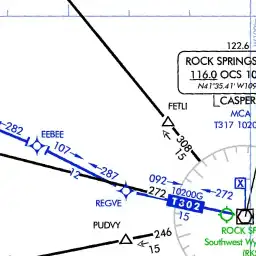 122.6
ROCK SPRINGS
116.0 OCS 10
N41°35.41' W109
CASPER
MCA
T317 1020
FETLI
308
15
282
EEBEE
107
287
12
REGVE
272
092
10200G
272
T302
15
X
PUDVY
246
15
ROCK SP
Southwest Wy
(RKS